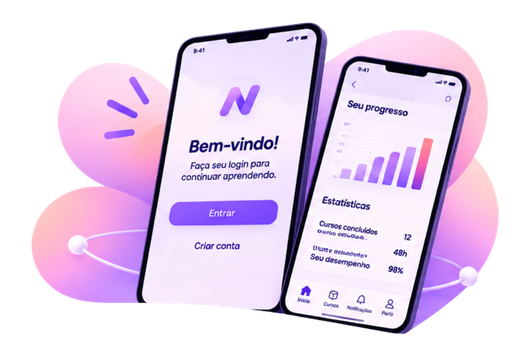 9:41
N
Bem-vindo!
Faça seu login para
continuar aprendendo.
Entrar
Criar conta
9:41
Seu progresso
Estatísticas
Cursos concluídos 12
48h
Seu desempenho 98%
Início Cursos Notificações Perfil